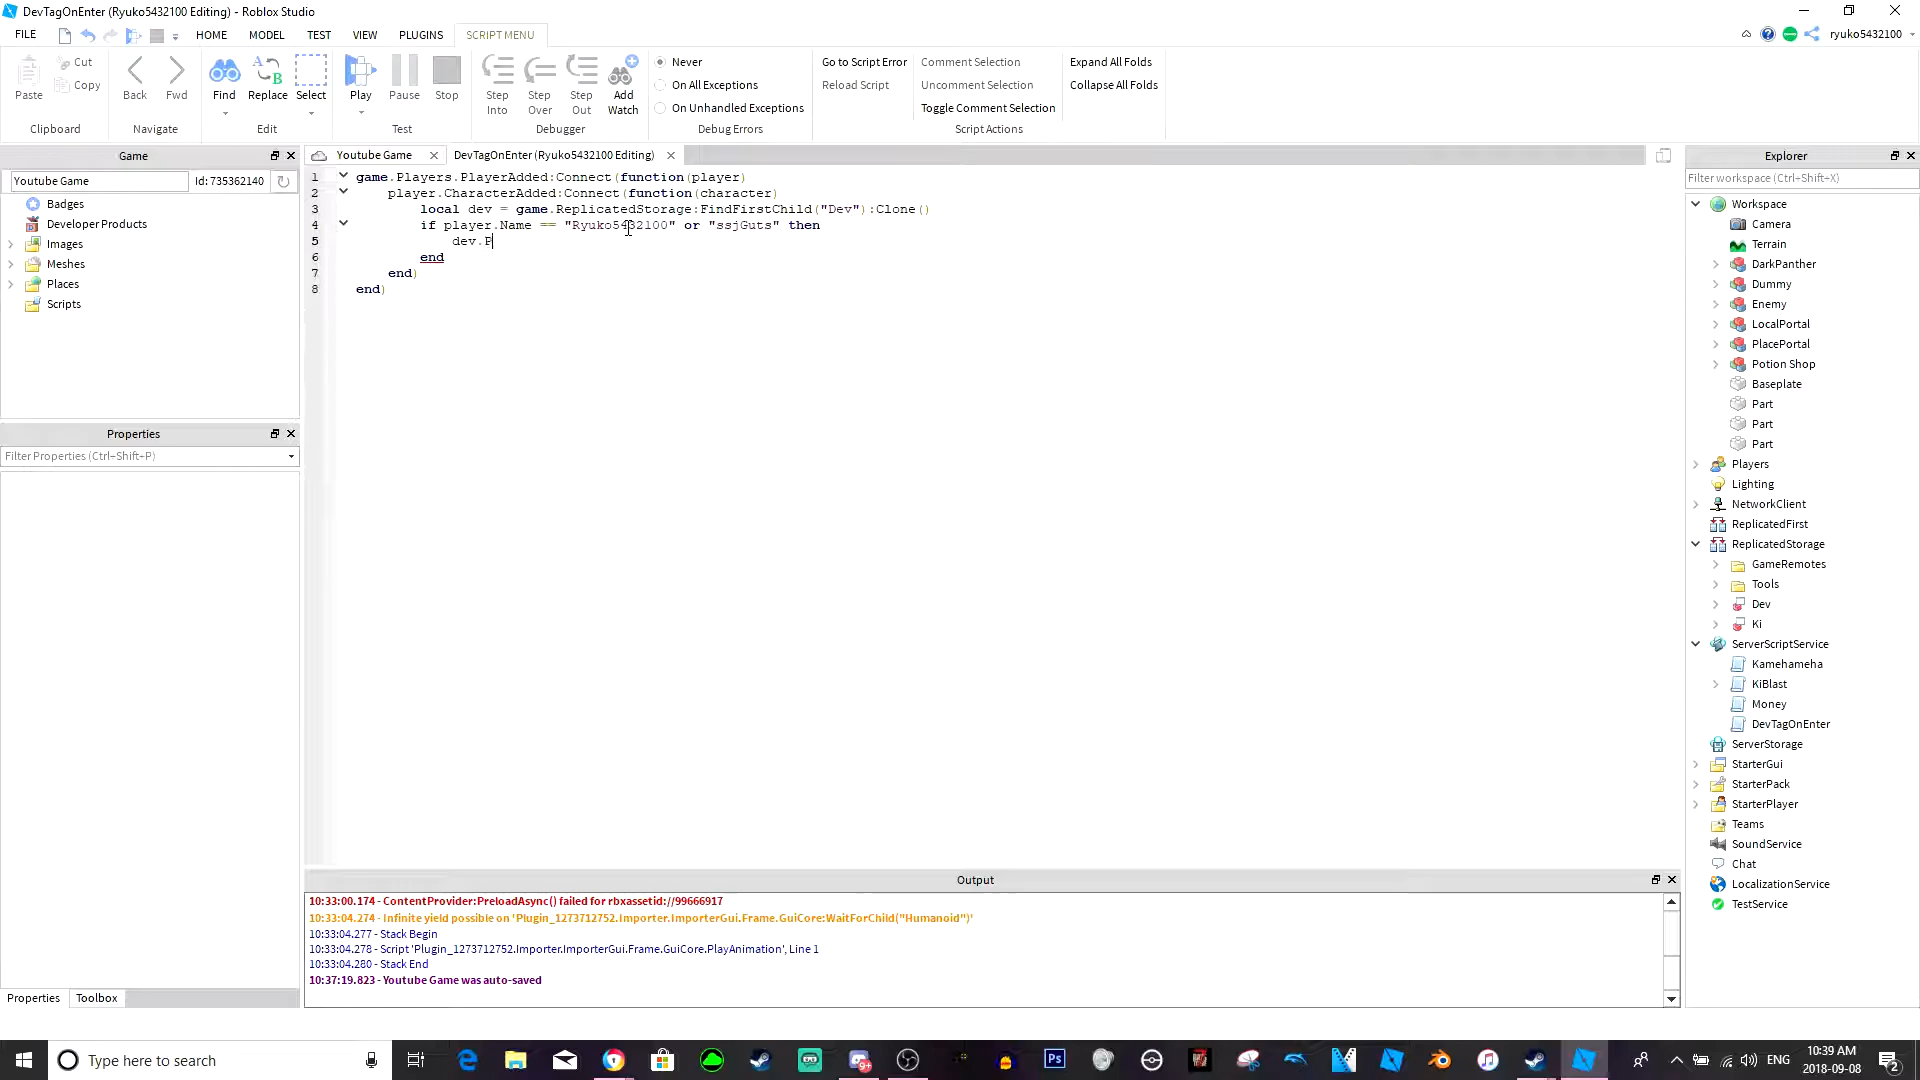 DevTagOnEnter (Ryuko5432100 Editing) - Roblox Studio
FILE HOME MODEL TEST VIEW PLUGINS SCRIPT MENU ryuko5432100
Paste Cut Copy
Clipboard
Back Fwd
Navigate
Find Replace Select
Edit
Play Pause Stop
Test
Step Into Step Over Step Out Add Watch
Debugger
Never
On All Exceptions
On Unhandled Exceptions
Debug Errors
Go to Script Error
Reload Script
Comment Selection
Uncomment Selection
Toggle Comment Selection
Script Actions
Expand All Folds
Collapse All Folds
Game
Youtube Game Id: 735362140
Badges
Developer Products
Images
Meshes
Places
Scripts
Properties
Filter Properties (Ctrl+Shift+P)
Properties Toolbox
Youtube Game DevTagOnEnter (Ryuko5432100 Editing)
1 game.Players.PlayerAdded:Connect(function(player)
2 player.CharacterAdded:Connect(function(character)
3 local dev = game.ReplicatedStorage:FindFirstChild("Dev"):Clone()
4 if player.Name == "Ryuko5432100" or "ssjGuts" then
5 dev.P
6 end
7 end)
8 end)
Output
10:33:00.174 - ContentProvider:PreloadAsync() failed for rbxassetid://99666917
10:33:04.274 - Infinite yield possible on 'Plugin_1273712752.Importer.ImporterGui.Frame.GuiCore:WaitForChild("Humanoid")'
10:33:04.277 - Stack Begin
10:33:04.278 - Script 'Plugin_1273712752.Importer.ImporterGui.Frame.GuiCore.PlayAnimation', Line 1
10:33:04.280 - Stack End
10:37:19.823 - Youtube Game was auto-saved
Explorer
Filter workspace (Ctrl+Shift+X)
Workspace
Camera
Terrain
DarkPanther
Dummy
Enemy
LocalPortal
PlacePortal
Potion Shop
Baseplate
Part
Part
Part
Players
Lighting
NetworkClient
ReplicatedFirst
ReplicatedStorage
GameRemotes
Tools
Dev
Ki
ServerScriptService
Kamehameha
KiBlast
Money
DevTagOnEnter
ServerStorage
StarterGui
StarterPack
StarterPlayer
Teams
SoundService
Chat
LocalizationService
TestService
Type here to search
Ps
ENG
10:39 AM
2018-09-08
2